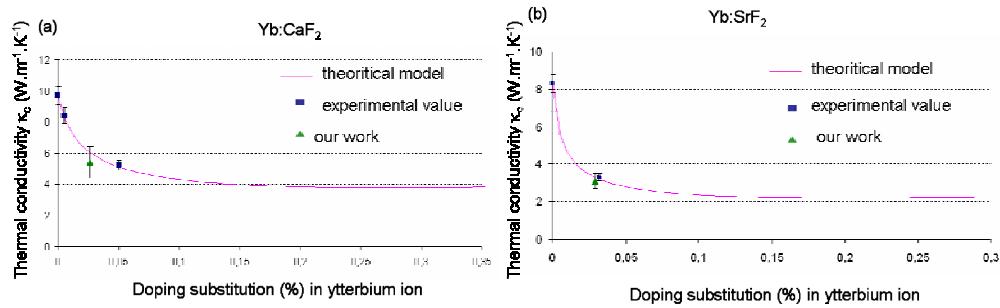 (a)
Yb:CaF2
Thermal conductivity κc (W.m-1.K-1)
12
10
8
6
4
2
0
theoritical model
experimental value
our work
0 0,05 0,1 0,15 0,2 0,25 0,3 0,35
Doping substitution (%) in ytterbium ion
(b)
Yb:SrF2
Thermal conductivity κc (W.m-1.K-1)
10
8
6
4
2
0
theoritical model
experimental value
our work
0 0,05 0,1 0,15 0,2 0,25 0,3
Doping substitution (%) in ytterbium ion